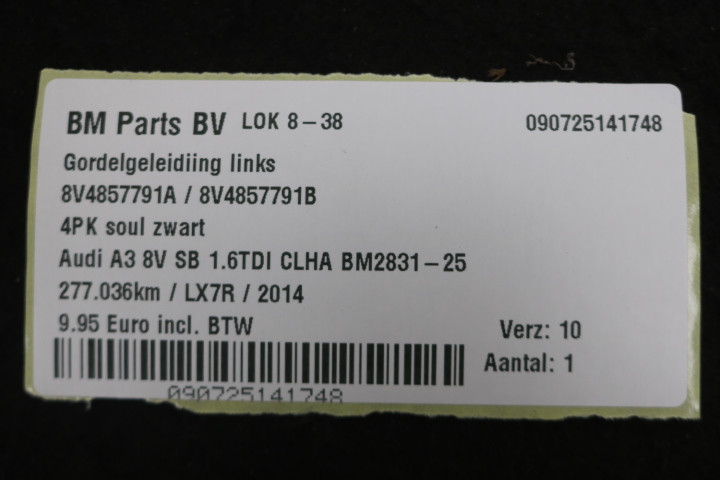 BM Parts BV LOK 8-38 090725141748
Gordelgeleidiing links
8V4857791A / 8V4857791B
4PK soul zwart
Audi A3 8V SB 1.6TDI CLHA BM2831-25
277.036km / LX7R / 2014
9.95 Euro incl. BTW
Verz: 10
Aantal: 1
090725141748